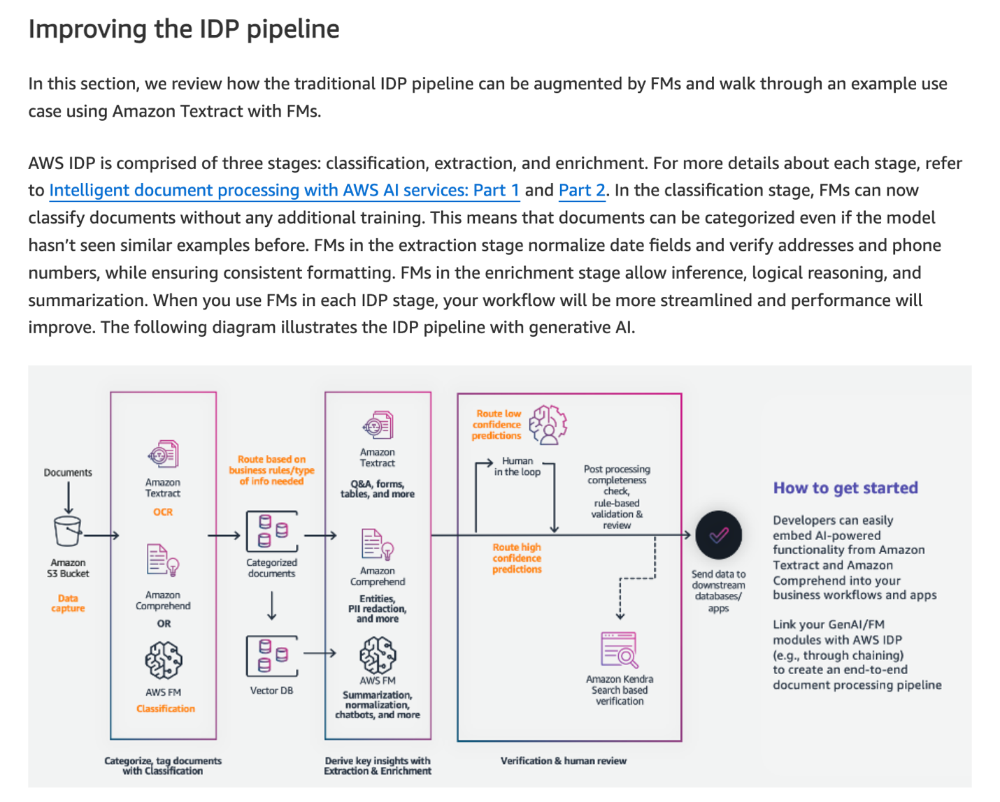 Improving the IDP pipeline
In this section, we review how the traditional IDP pipeline can be augmented by FMs and walk through an example use
case using Amazon Textract with FMs.
AWS IDP is comprised of three stages: classification, extraction, and enrichment. For more details about each stage, refer
to Intelligent document processing with AWS AI services: Part 1 and Part 2. In the classification stage, FMs can now
classify documents without any additional training. This means that documents can be categorized even if the model
hasn’t seen similar examples before. FMs in the extraction stage normalize date fields and verify addresses and phone
numbers, while ensuring consistent formatting. FMs in the enrichment stage allow inference, logical reasoning, and
summarization. When you use FMs in each IDP stage, your workflow will be more streamlined and performance will
improve. The following diagram illustrates the IDP pipeline with generative AI.
Documents
Amazon
S3 Bucket
Data
capture
Amazon
Textract
OCR
Amazon
Comprehend
OR
AWS FM
Classification
Categorize, tag documents
with Classification
Route based on
business rules/type
of info needed
Categorized
documents
Vector DB
Amazon
Textract
Q&A, forms,
tables, and more
Amazon
Comprehend
Entities,
PII redaction,
and more
AWS FM
Summarization,
normalization,
chatbots, and more
Derive key insights with
Extraction & Enrichment
Route low
confidence
predictions
Human
in the loop
Route high
confidence
predictions
Post processing
completeness
check,
rule-based
validation &
review
Amazon Kendra
Search based
verification
Verification & human review
Send data to
downstream
databases/
apps
How to get started
Developers can easily
embed AI-powered
functionality from Amazon
Textract and Amazon
Comprehend into your
business workflows and apps
Link your GenAI/FM
modules with AWS IDP
(e.g., through chaining)
to create an end-to-end
document processing pipeline